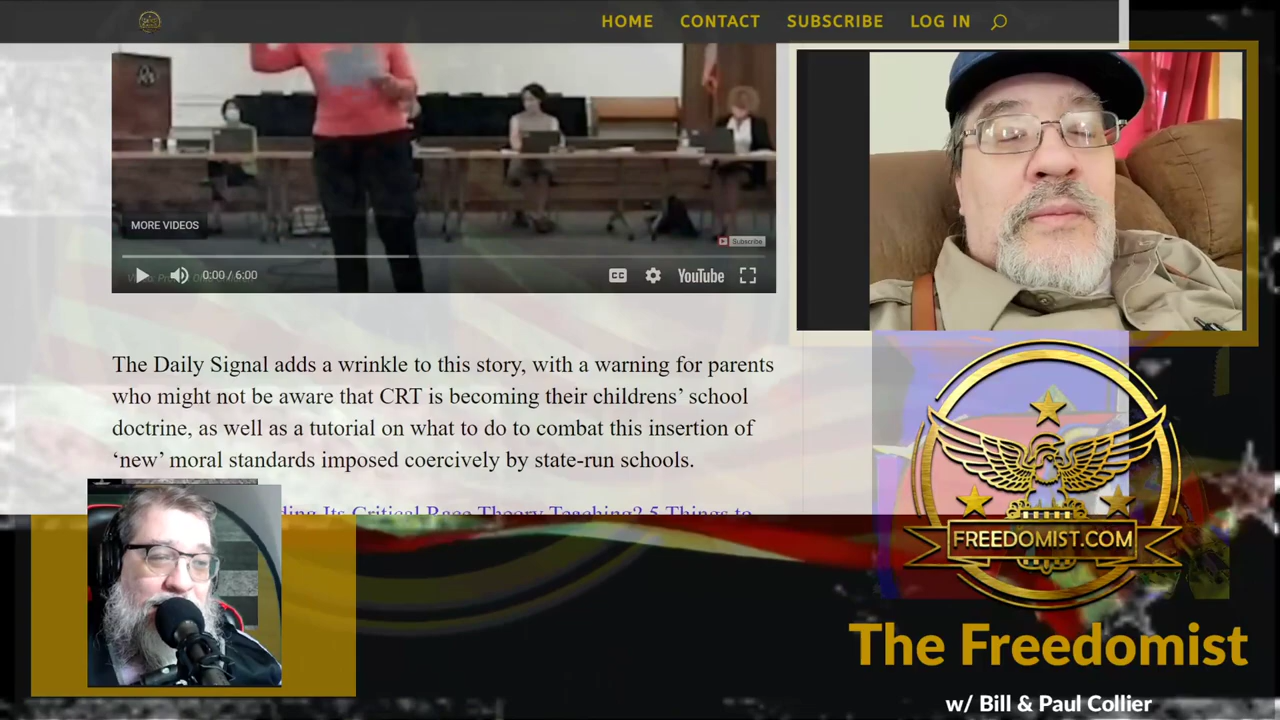 HOME CONTACT SUBSCRIBE LOG IN
MORE VIDEOS
Subscribe
0:00 / 6:00
CC
YouTube
The Daily Signal adds a wrinkle to this story, with a warning for parents
who might not be aware that CRT is becoming their childrens’ school
doctrine, as well as a tutorial on what to do to combat this insertion of
‘new’ moral standards imposed coercively by state-run schools.
Its Critical Race Theory Teaching? 5 Things to
FREEDOMIST.COM
The Freedomist
w/ Bill & Paul Collier